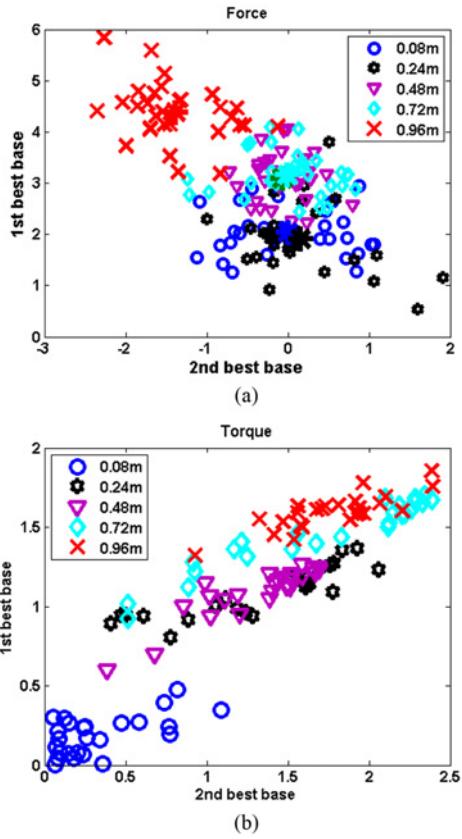 Force
6
5
4
3
2
1
0
1st best base
0.08m
0.24m
0.48m
0.72m
0.96m
-3 -2 -1 0 1 2
2nd best base
(a)
Torque
2
1.5
1
0.5
0
1st best base
0.08m
0.24m
0.48m
0.72m
0.96m
0 0.5 1 1.5 2 2.5
2nd best base
(b)